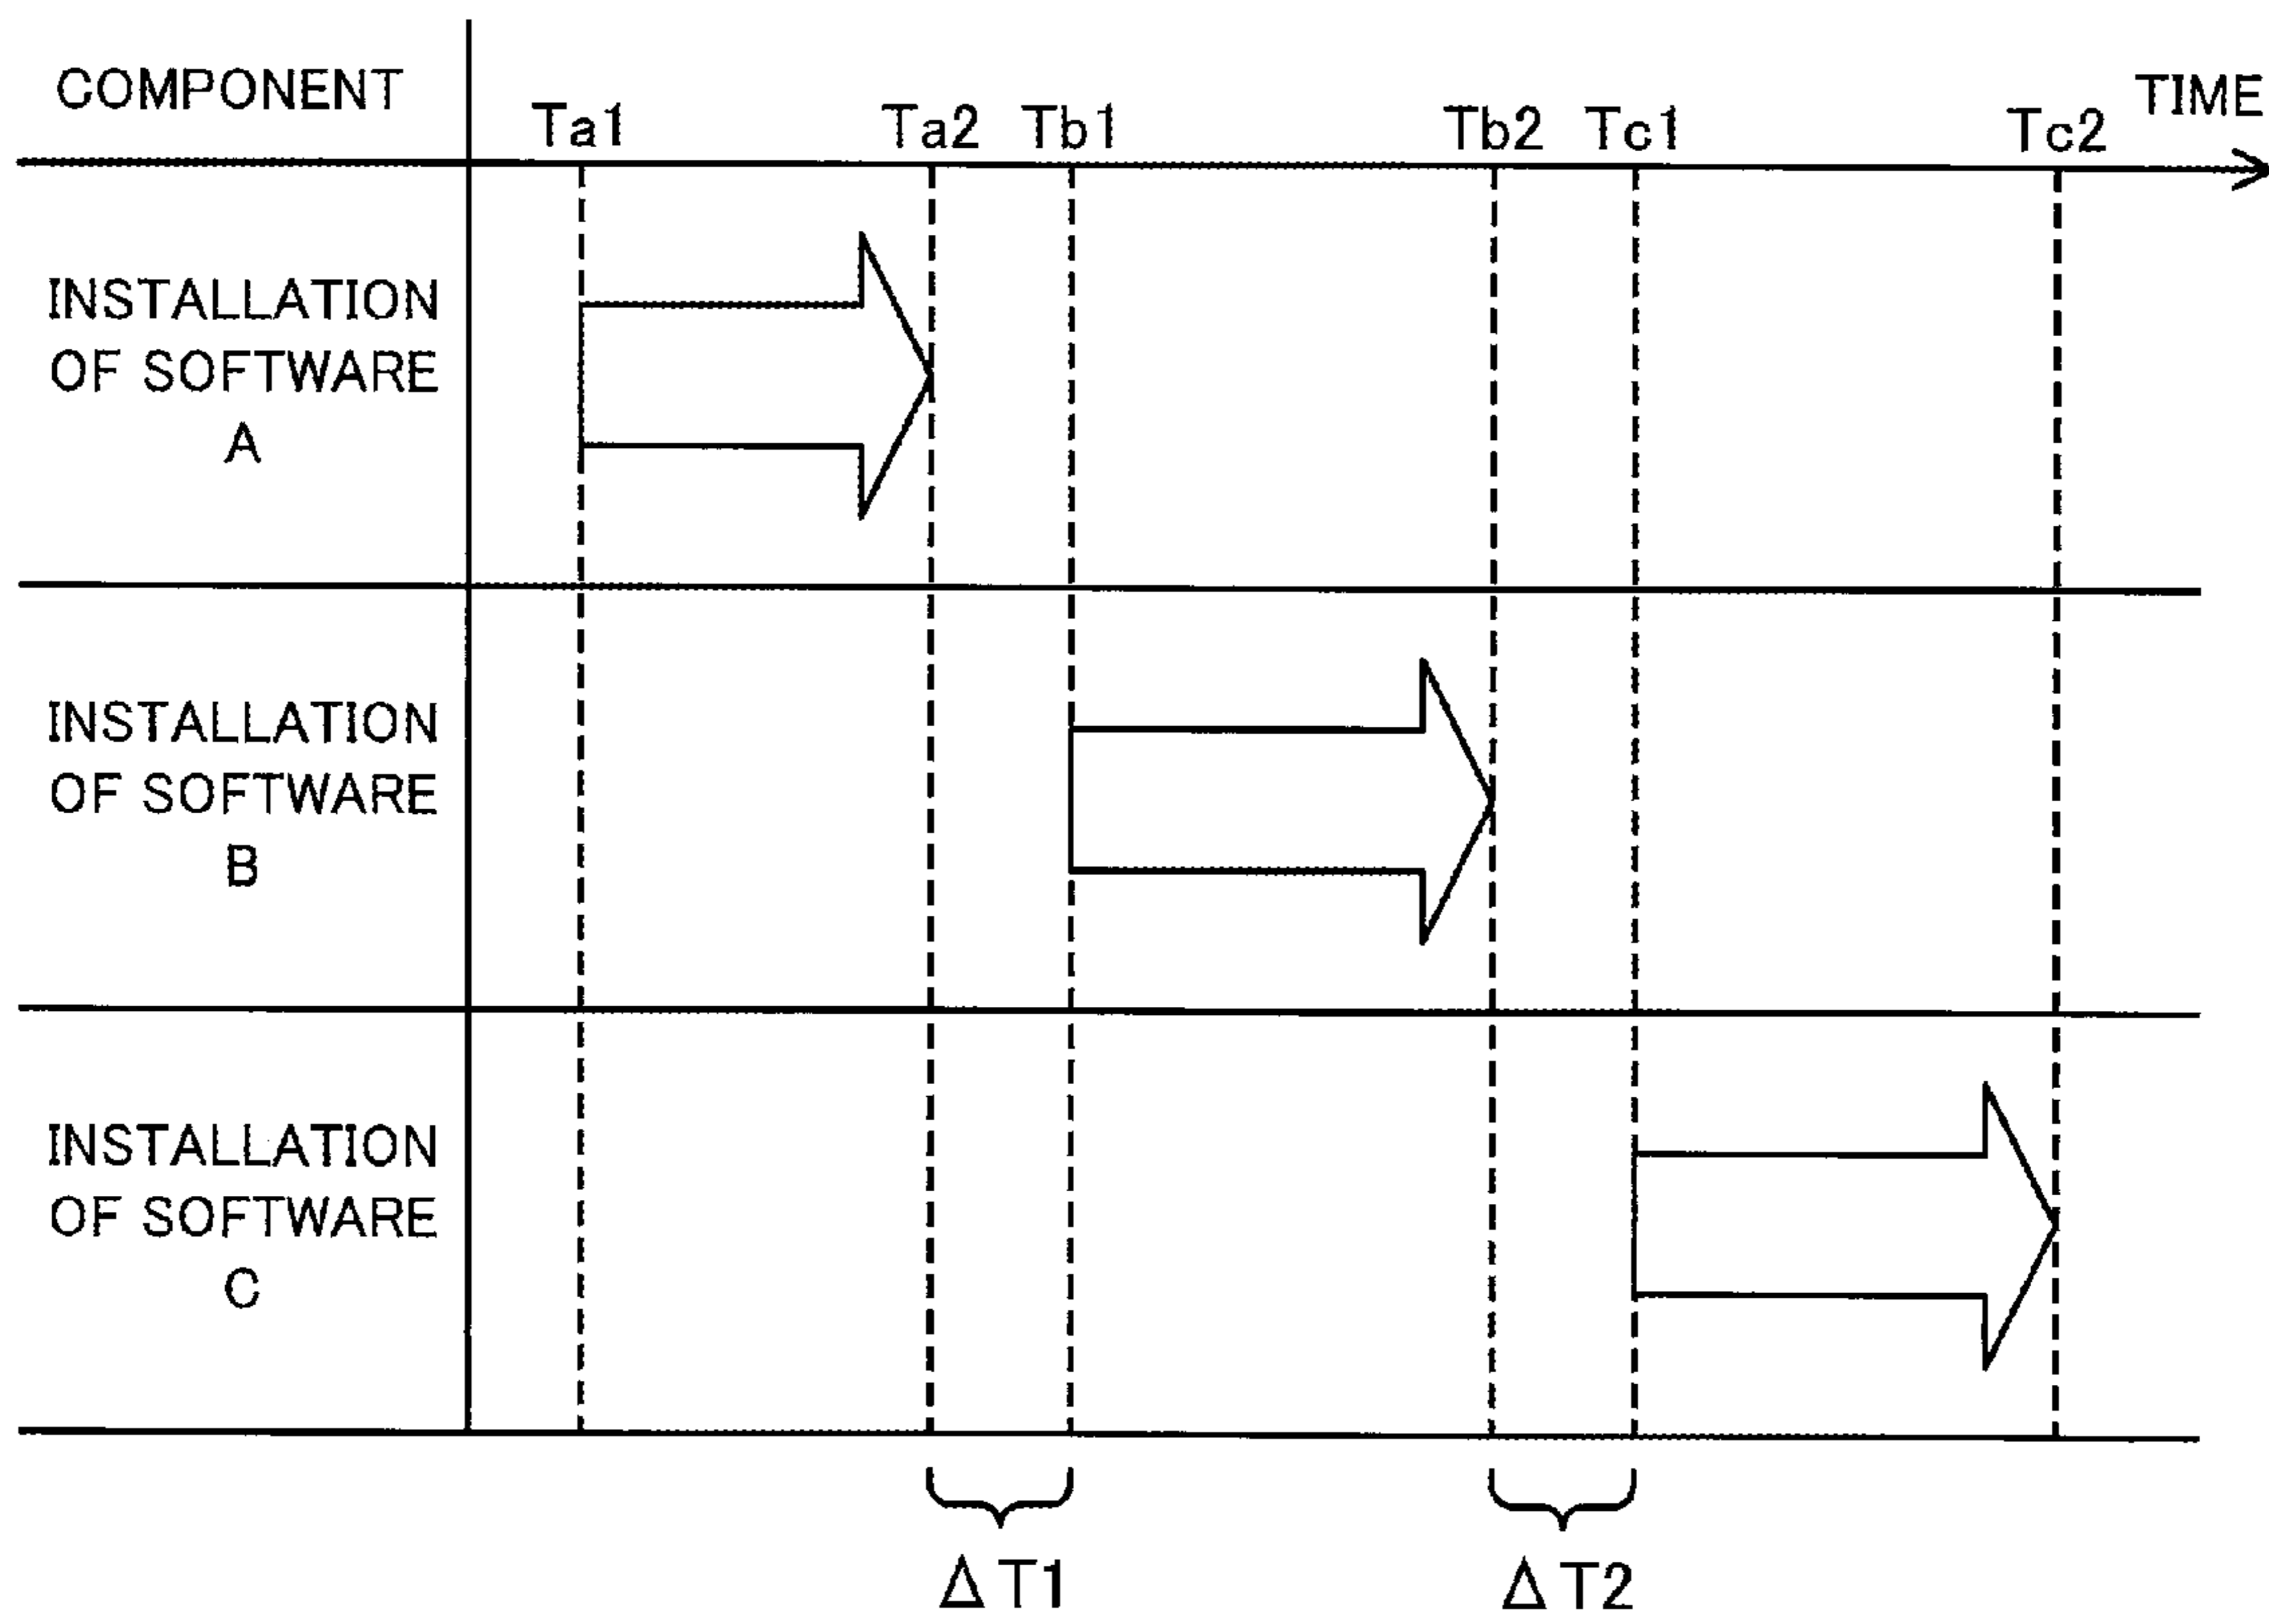 COMPONENT
TIME
Ta1
Ta2
Tb1
Tb2
Tc1
Tc2
INSTALLATION
OF SOFTWARE
A
INSTALLATION
OF SOFTWARE
B
INSTALLATION
OF SOFTWARE
C
ΔT1
ΔT2